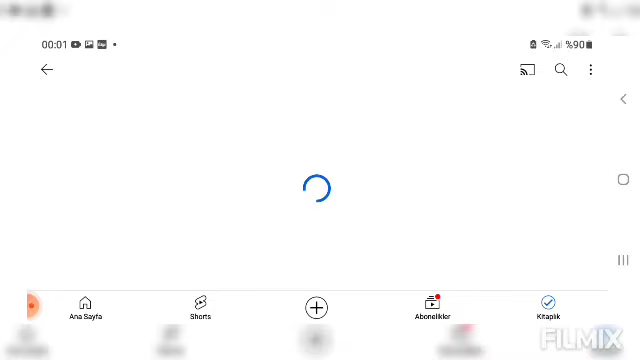 00:01
%90
Ana Sayfa
Shorts
Abonelikler
Kitaplık
FILMIX